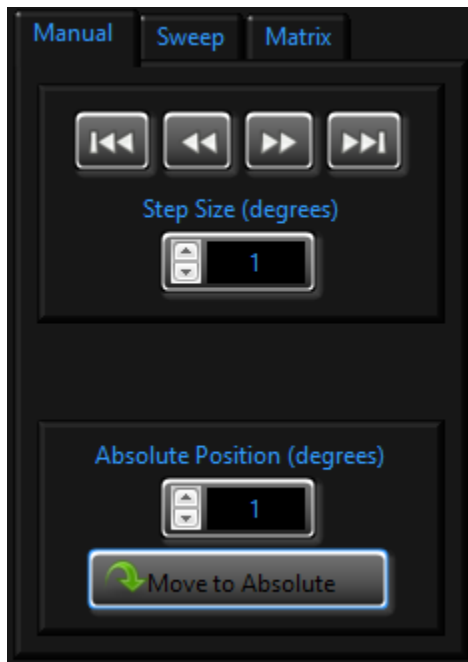 Manual Sweep Matrix
Step Size (degrees)
1
Absolute Position (degrees)
1
Move to Absolute